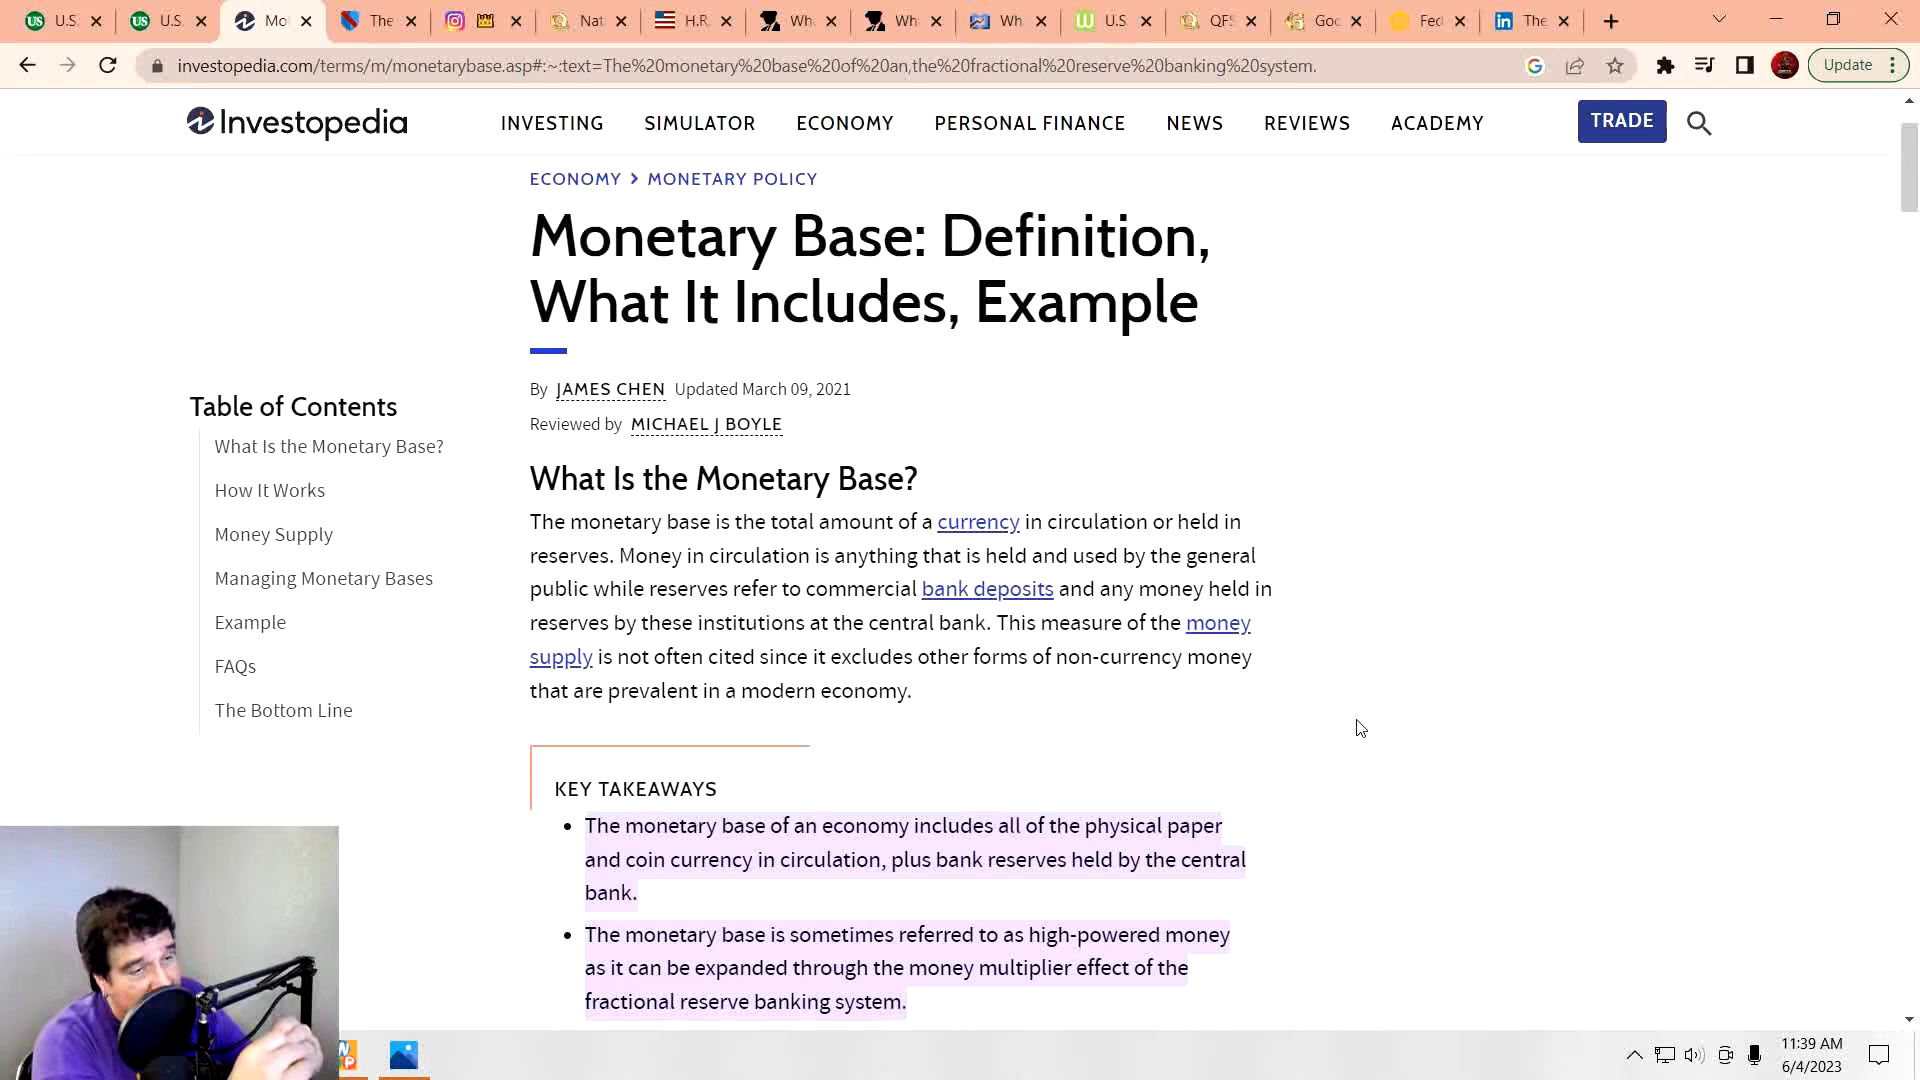 U.S.
U.S.
Mo
The
Nat
H.R.
Wh
Wh
Wh
U.S
QFS
Goc
Fed
The
investopedia.com/terms/m/monetarybase.asp#:~:text=The%20monetary%20base%20of%20an,the%20fractional%20reserve%20banking%20system.
Update
Investopedia
INVESTING
SIMULATOR
ECONOMY
PERSONAL FINANCE
NEWS
REVIEWS
ACADEMY
TRADE
ECONOMY > MONETARY POLICY
Monetary Base: Definition,
What It Includes, Example
By JAMES CHEN Updated March 09, 2021
Reviewed by MICHAEL J BOYLE
Table of Contents
What Is the Monetary Base?
How It Works
Money Supply
Managing Monetary Bases
Example
FAQs
The Bottom Line
What Is the Monetary Base?
The monetary base is the total amount of a currency in circulation or held in
reserves. Money in circulation is anything that is held and used by the general
public while reserves refer to commercial bank deposits and any money held in
reserves by these institutions at the central bank. This measure of the money
supply is not often cited since it excludes other forms of non-currency money
that are prevalent in a modern economy.
KEY TAKEAWAYS
• The monetary base of an economy includes all of the physical paper
and coin currency in circulation, plus bank reserves held by the central
bank.
• The monetary base is sometimes referred to as high-powered money
as it can be expanded through the money multiplier effect of the
fractional reserve banking system.
11:39 AM
6/4/2023